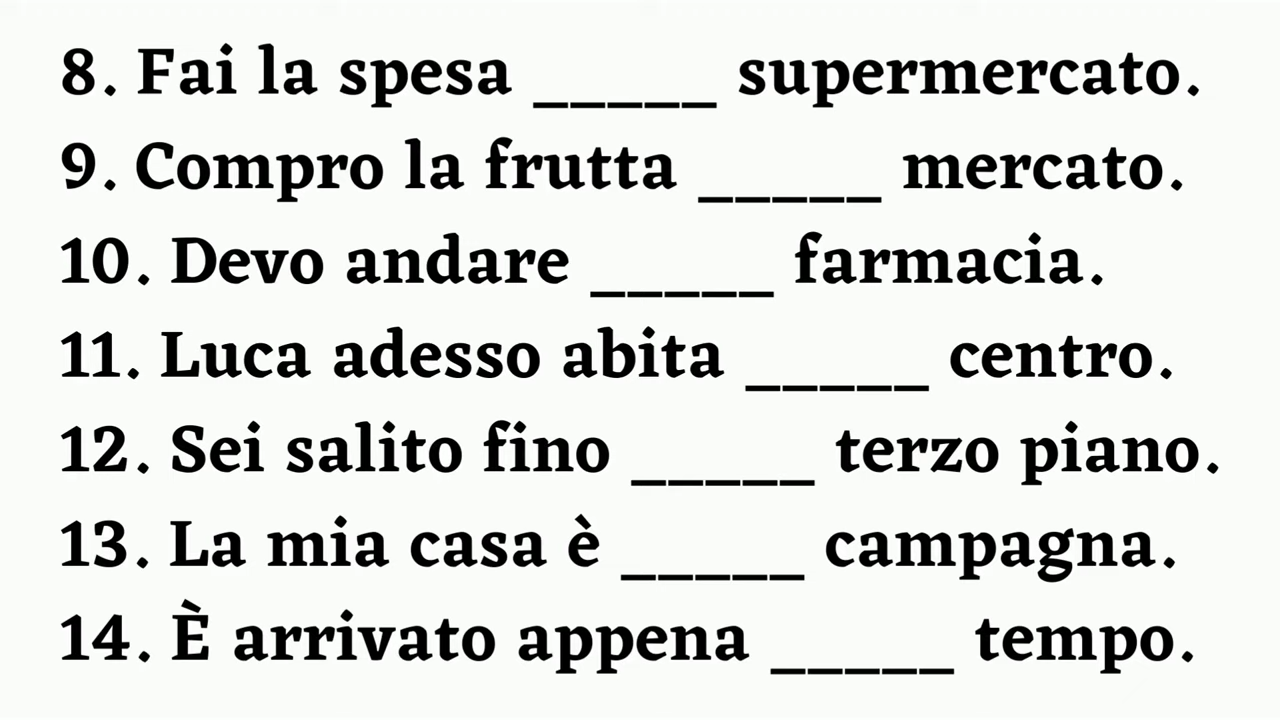 8. Fai la spesa _____ supermercato.
9. Compro la frutta _____ mercato.
10. Devo andare _____ farmacia.
11. Luca adesso abita _____ centro.
12. Sei salito fino _____ terzo piano.
13. La mia casa è _____ campagna.
14. È arrivato appena _____ tempo.